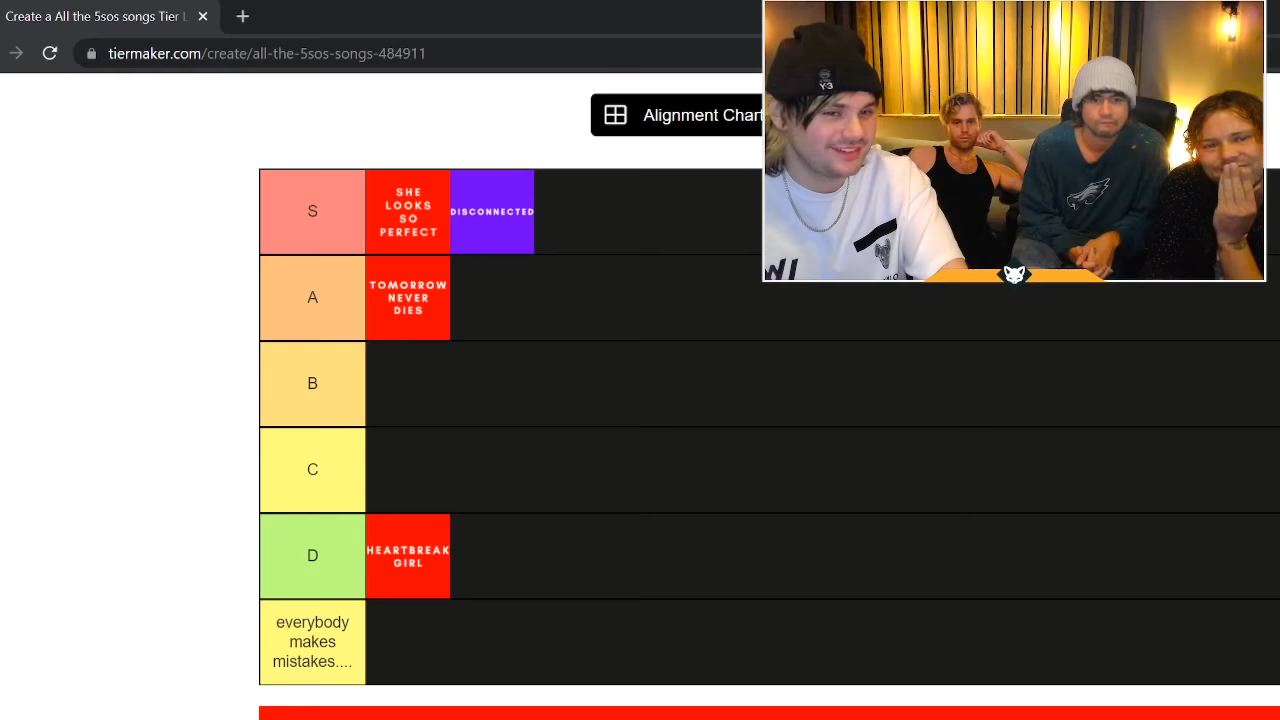 Create a All the 5sos songs Tier L
tiermaker.com/create/all-the-5sos-songs-484911
Alignment Chart
Y-3
S
SHE
LOOKS
SO
PERFECT
DISCONNECTED
A
TOMORROW
NEVER
DIES
B
C
D
HEARTBREAK
GIRL
everybody
makes
mistakes....